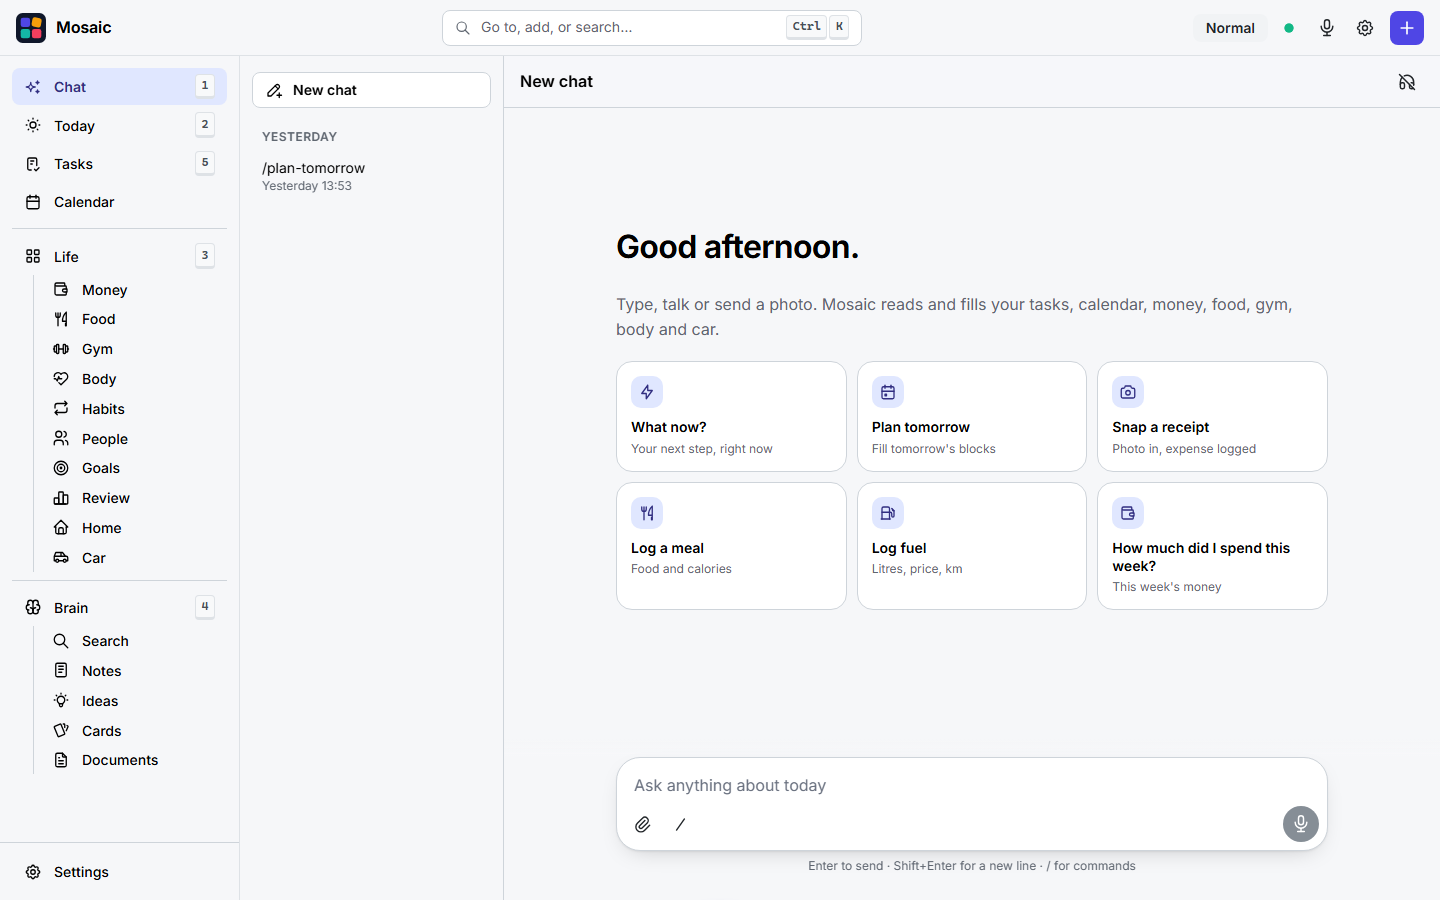 Mosaic
Go to, add, or search...
Ctrl K
Normal
Chat 1
Today 2
Tasks 5
Calendar
Life 3
Money
Food
Gym
Body
Habits
People
Goals
Review
Home
Car
Brain 4
Search
Notes
Ideas
Cards
Documents
Settings
New chat
YESTERDAY
/plan-tomorrow
Yesterday 13:53
New chat
Good afternoon.
Type, talk or send a photo. Mosaic reads and fills your tasks, calendar, money, food, gym,
body and car.
What now?
Your next step, right now
Plan tomorrow
Fill tomorrow's blocks
Snap a receipt
Photo in, expense logged
Log a meal
Food and calories
Log fuel
Litres, price, km
How much did I spend this
week?
This week's money
Ask anything about today
/
Enter to send · Shift+Enter for a new line · / for commands